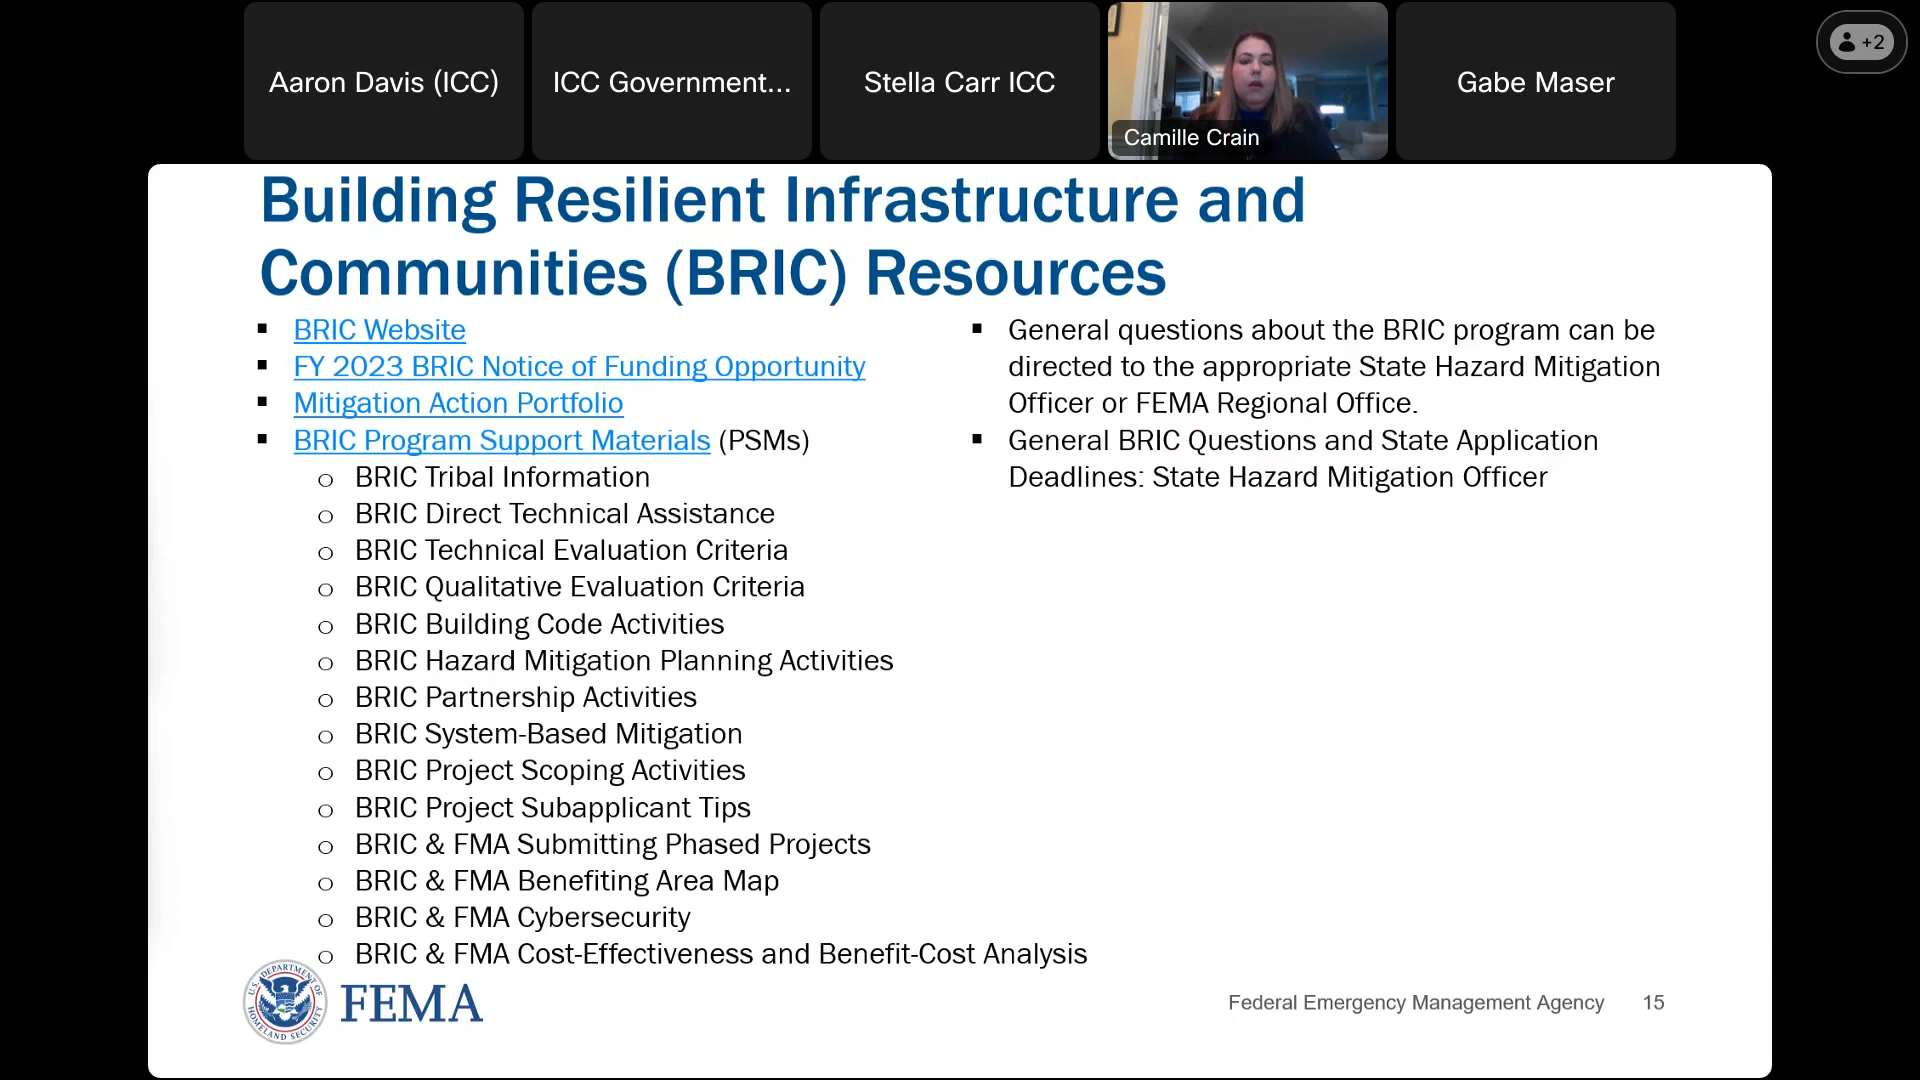 Aaron Davis (ICC)
ICC Government...
Stella Carr ICC
Camille Crain
Gabe Maser
+2
Building Resilient Infrastructure and
Communities (BRIC) Resources
▪ BRIC Website
▪ FY 2023 BRIC Notice of Funding Opportunity
▪ Mitigation Action Portfolio
▪ BRIC Program Support Materials (PSMs)
o BRIC Tribal Information
o BRIC Direct Technical Assistance
o BRIC Technical Evaluation Criteria
o BRIC Qualitative Evaluation Criteria
o BRIC Building Code Activities
o BRIC Hazard Mitigation Planning Activities
o BRIC Partnership Activities
o BRIC System-Based Mitigation
o BRIC Project Scoping Activities
o BRIC Project Subapplicant Tips
o BRIC & FMA Submitting Phased Projects
o BRIC & FMA Benefiting Area Map
o BRIC & FMA Cybersecurity
o BRIC & FMA Cost-Effectiveness and Benefit-Cost Analysis
▪ General questions about the BRIC program can be
directed to the appropriate State Hazard Mitigation
Officer or FEMA Regional Office.
▪ General BRIC Questions and State Application
Deadlines: State Hazard Mitigation Officer
U.S. DEPARTMENT OF
HOMELAND SECURITY
FEMA
Federal Emergency Management Agency
15